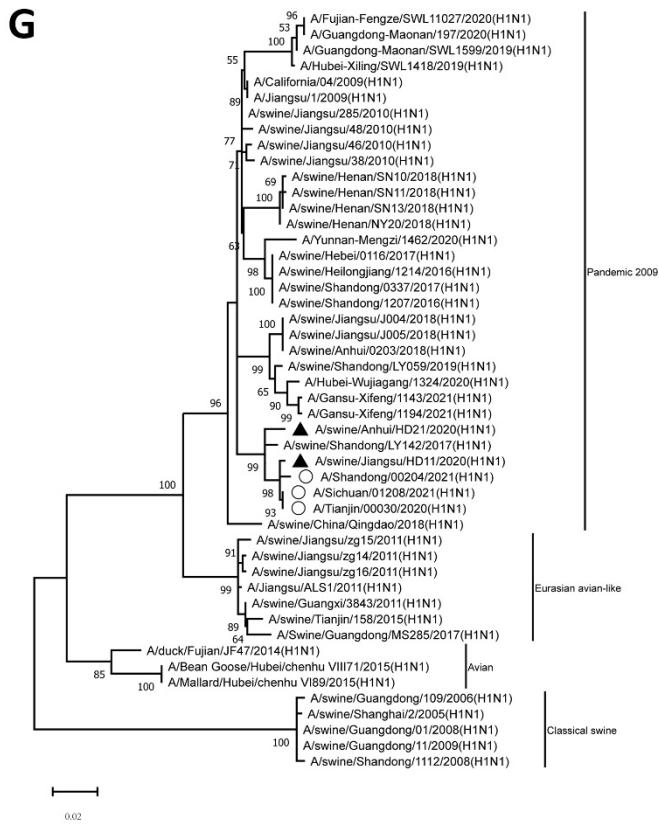 G
96
A/Fujian-Fengze/SWL11027/2020(H1N1)
53
A/Guangdong-Maonan/197/2020(H1N1)
100
A/Guangdong-Maonan/SWL1599/2019(H1N1)
55
A/Hubei-Xiling/SWL1418/2019(H1N1)
A/California/04/2009(H1N1)
89
A/Jiangsu/1/2009(H1N1)
A/swine/Jiangsu/285/2010(H1N1)
A/swine/Jiangsu/48/2010(H1N1)
77
A/swine/Jiangsu/46/2010(H1N1)
71
A/swine/Jiangsu/38/2010(H1N1)
69
A/swine/Henan/SN10/2018(H1N1)
A/swine/Henan/SN11/2018(H1N1)
100
A/swine/Henan/SN13/2018(H1N1)
A/swine/Henan/NY20/2018(H1N1)
63
A/Yunnan-Mengzi/1462/2020(H1N1)
A/swine/Hebei/0116/2017(H1N1)
98
A/swine/Heilongjiang/1214/2016(H1N1)
Pandemic 2009
100
A/swine/Shandong/0337/2017(H1N1)
A/swine/Shandong/1207/2016(H1N1)
100
A/swine/Jiangsu/J004/2018(H1N1)
A/swine/Jiangsu/J005/2018(H1N1)
A/swine/Anhui/0203/2018(H1N1)
99
A/swine/Shandong/LY059/2019(H1N1)
65
A/Hubei-Wujiagang/1324/2020(H1N1)
90
A/Gansu-Xifeng/1143/2021(H1N1)
99
A/Gansu-Xifeng/1194/2021(H1N1)
96
A/swine/Anhui/HD21/2020(H1N1)
A/swine/Shandong/LY142/2017(H1N1)
99
A/swine/Jiangsu/HD11/2020(H1N1)
A/Shandong/00204/2021(H1N1)
98
A/Sichuan/01208/2021(H1N1)
93
A/Tianjin/00030/2020(H1N1)
A/swine/China/Qingdao/2018(H1N1)
100
A/swine/Jiangsu/zg15/2011(H1N1)
91
A/swine/Jiangsu/zg14/2011(H1N1)
A/swine/Jiangsu/zg16/2011(H1N1)
99
A/Jiangsu/ALS1/2011(H1N1)
Eurasian avian-like
A/swine/Guangxi/3843/2011(H1N1)
89
A/swine/Tianjin/158/2015(H1N1)
64
A/Swine/Guangdong/MS285/2017(H1N1)
A/duck/Fujian/JF47/2014(H1N1)
85
A/Bean Goose/Hubei/chenhu VIII71/2015(H1N1)
Avian
100
A/Mallard/Hubei/chenhu VI89/2015(H1N1)
A/swine/Guangdong/109/2006(H1N1)
A/swine/Shanghai/2/2005(H1N1)
A/swine/Guangdong/01/2008(H1N1)
Classical swine
100
A/swine/Guangdong/11/2009(H1N1)
A/swine/Shandong/1112/2008(H1N1)
0.02